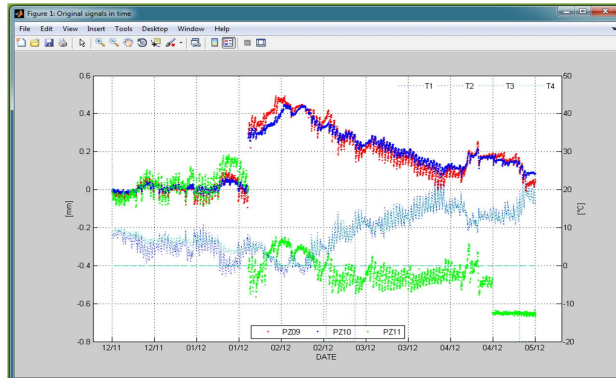 Figure 1: Original signals in time
File Edit View Insert Tools Desktop Window Help
0.6 50
T1 T2 T3 T4
0.4 40
0.2 30
0 20
[mm] [°C]
-0.2 10
-0.4 0
-0.6 -10
PZ09 PZ10 PZ11
-0.8 -20
12/11 12/11 01/12 01/12 02/12 02/12 03/12 03/12 04/12 04/12 05/12
DATE